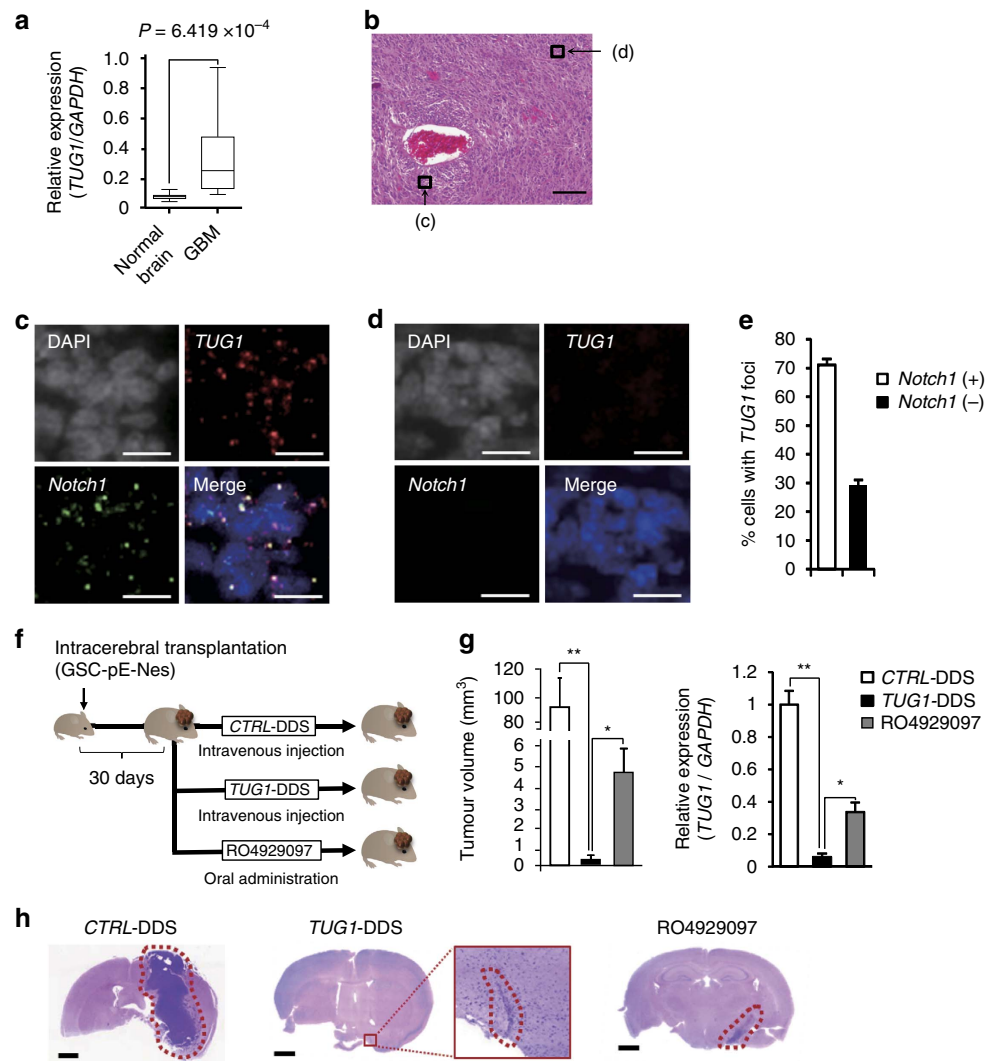 a
P = 6.419 ×10⁻⁴
Relative expression
(TUG1/GAPDH)
1.0
0.8
0.6
0.4
0.2
0
Normal
brain
GBM
b
(d)
(c)
c
DAPI
TUG1
Notch1
Merge
d
DAPI
TUG1
Notch1
Merge
e
% cells with TUG1 foci
80
70
60
50
40
30
20
10
0
Notch1 (+)
Notch1 (–)
f
Intracerebral transplantation
(GSC-pE-Nes)
30 days
CTRL-DDS
Intravenous injection
TUG1-DDS
Intravenous injection
RO4929097
Oral administration
g
Tumour volume (mm³)
120
100
80
6
5
4
3
2
1
0
**
*
Relative expression
(TUG1 / GAPDH)
1.2
1
0.8
0.6
0.4
0.2
0
**
*
CTRL-DDS
TUG1-DDS
RO4929097
h
CTRL-DDS
TUG1-DDS
RO4929097